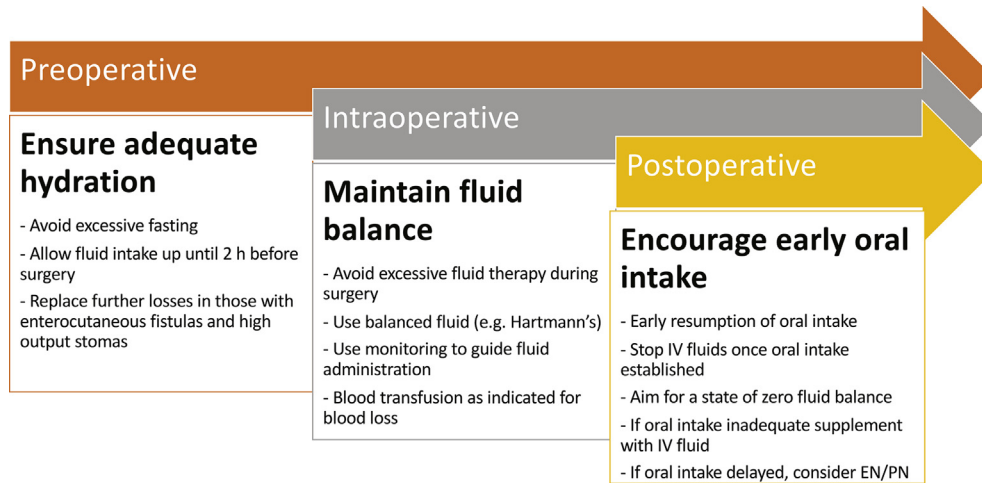 Preoperative
Ensure adequate
hydration
- Avoid excessive fasting
- Allow fluid intake up until 2 h before
surgery
- Replace further losses in those with
enterocutaneous fistulas and high
output stomas
Intraoperative
Maintain fluid
balance
- Avoid excessive fluid therapy during
surgery
- Use balanced fluid (e.g. Hartmann's)
- Use monitoring to guide fluid
administration
- Blood transfusion as indicated for
blood loss
Postoperative
Encourage early oral
intake
- Early resumption of oral intake
- Stop IV fluids once oral intake
established
- Aim for a state of zero fluid balance
- If oral intake inadequate supplement
with IV fluid
- If oral intake delayed, consider EN/PN